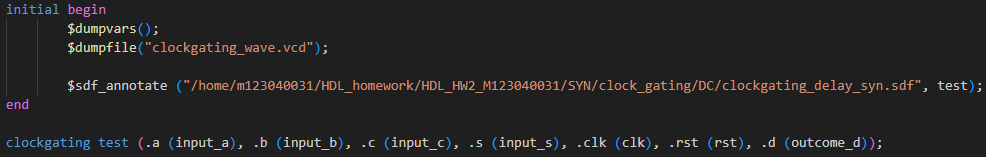 initial begin
$dumpvars();
$dumpfile("clockgating_wave.vcd");
$sdf_annotate ("/home/m123040031/HDL_homework/HDL_HW2_M123040031/SYN/clock_gating/DC/clockgating_delay_syn.sdf", test);
end
clockgating test (.a (input_a), .b (input_b), .c (input_c), .s (input_s), .clk (clk), .rst (rst), .d (outcome_d));